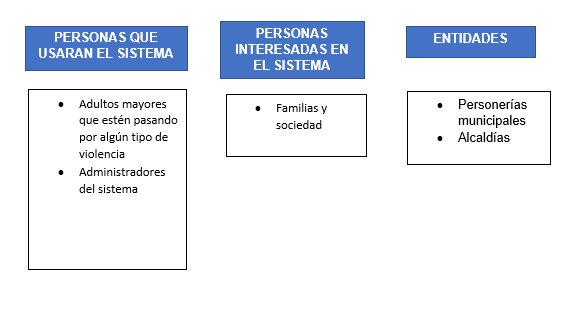 PERSONAS QUE
USARAN EL SISTEMA
PERSONAS
INTERESADAS EN
EL SISTEMA
ENTIDADES
• Adultos mayores
que estén pasando
por algún tipo de
violencia
• Administradores
del sistema
• Familias y
sociedad
• Personerías
municipales
• Alcaldías